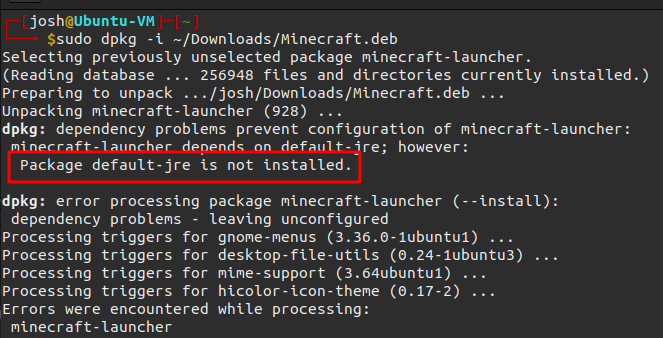 [josh@Ubuntu-VM]-[~]
$sudo dpkg -i ~/Downloads/Minecraft.deb
Selecting previously unselected package minecraft-launcher.
(Reading database ... 256948 files and directories currently installed.)
Preparing to unpack .../josh/Downloads/Minecraft.deb ...
Unpacking minecraft-launcher (928) ...
dpkg: dependency problems prevent configuration of minecraft-launcher:
 minecraft-launcher depends on default-jre; however:
  Package default-jre is not installed.

dpkg: error processing package minecraft-launcher (--install):
 dependency problems - leaving unconfigured
Processing triggers for gnome-menus (3.36.0-1ubuntu1) ...
Processing triggers for desktop-file-utils (0.24-1ubuntu3) ...
Processing triggers for mime-support (3.64ubuntu1) ...
Processing triggers for hicolor-icon-theme (0.17-2) ...
Errors were encountered while processing:
 minecraft-launcher